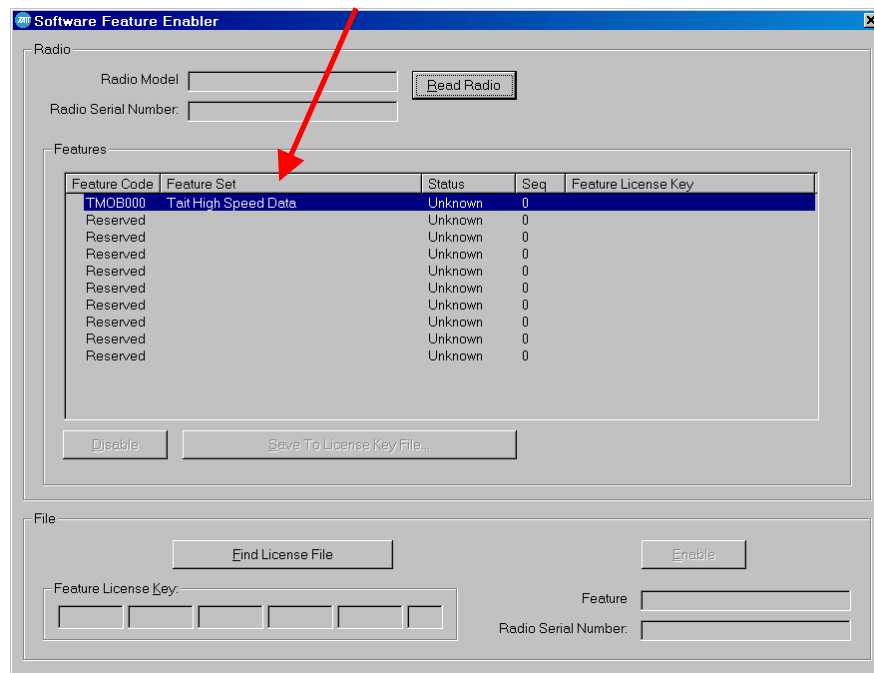 TAIT Software Feature Enabler
Radio
Radio Model
Read Radio
Radio Serial Number:
Features
Feature Code Feature Set Status Seq Feature License Key
TMOB000 Tait High Speed Data Unknown 0
Reserved Unknown 0
Reserved Unknown 0
Reserved Unknown 0
Reserved Unknown 0
Reserved Unknown 0
Reserved Unknown 0
Reserved Unknown 0
Reserved Unknown 0
Reserved Unknown 0
Disable Save To License Key File...
File
Find License File Enable
Feature License Key:
Feature
Radio Serial Number: